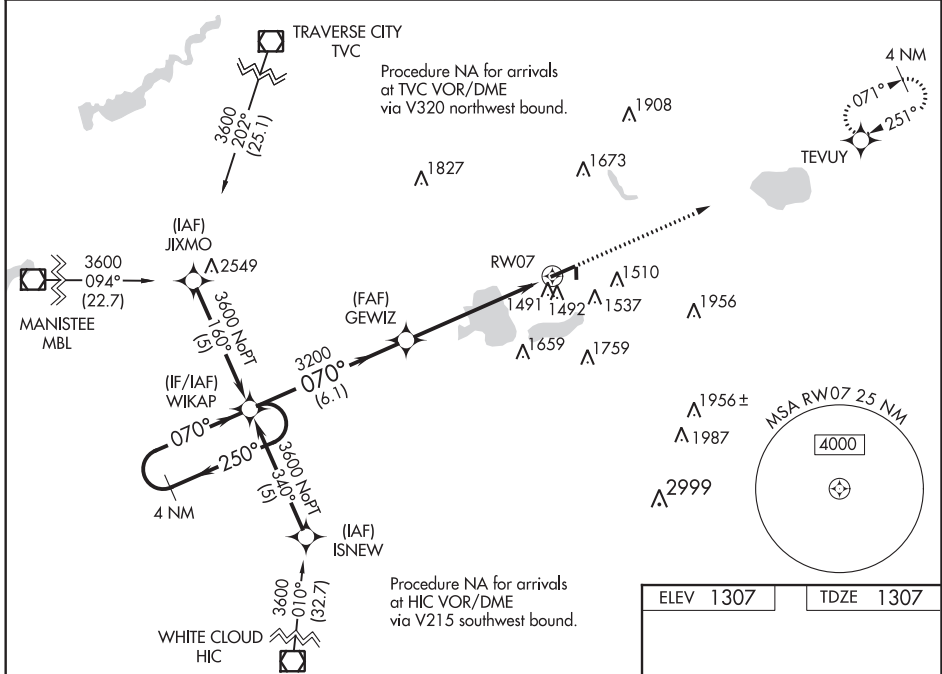 TRAVERSE CITY
TVC
Procedure NA for arrivals
at TVC VOR/DME
via V320 northwest bound.
3600
202°
(25.1)
4 NM
071°
251°
TEVUY
1908
1827
1673
(IAF)
JIXMO
2549
3600
094°
(22.7)
MANISTEE
MBL
3600 NoPT
160°
(5)
RW07
1491
1492
1510
1537
1956
1659
1759
(FAF)
GEWIZ
3200
070°
(6.1)
(IF/IAF)
WIKAP
070°
250°
4 NM
3600 NoPT
340°
(5)
(IAF)
ISNEW
1956 ±
1987
2999
MSA RW07 25 NM
4000
3600
010°
(32.7)
WHITE CLOUD
HIC
Procedure NA for arrivals
at HIC VOR/DME
via V215 southwest bound.
ELEV 1307
TDZE 1307